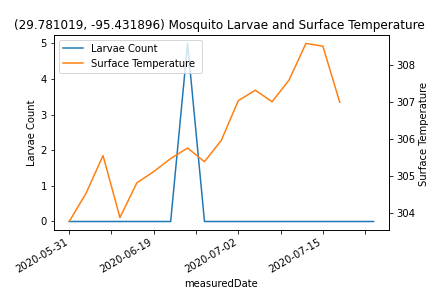 (29.781019, -95.431896) Mosquito Larvae and Surface Temperature
Larvae Count
Surface Temperature
5
4
3
2
1
0
Larvae Count
308
307
306
305
304
Surface Temperature
2020-05-31
2020-06-19
2020-07-02
2020-07-15
measuredDate